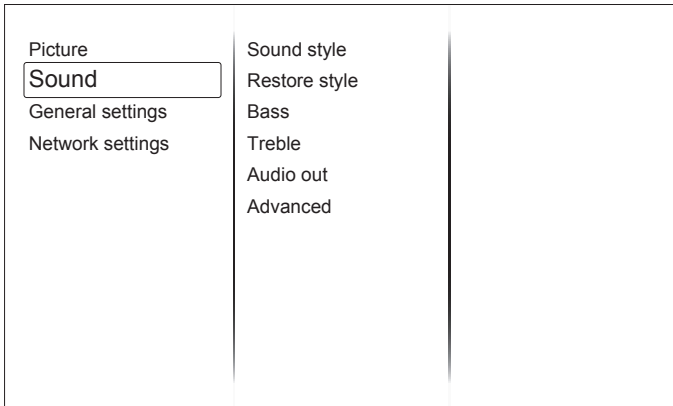 Picture
Sound
General settings
Network settings
Sound style
Restore style
Bass
Treble
Audio out
Advanced